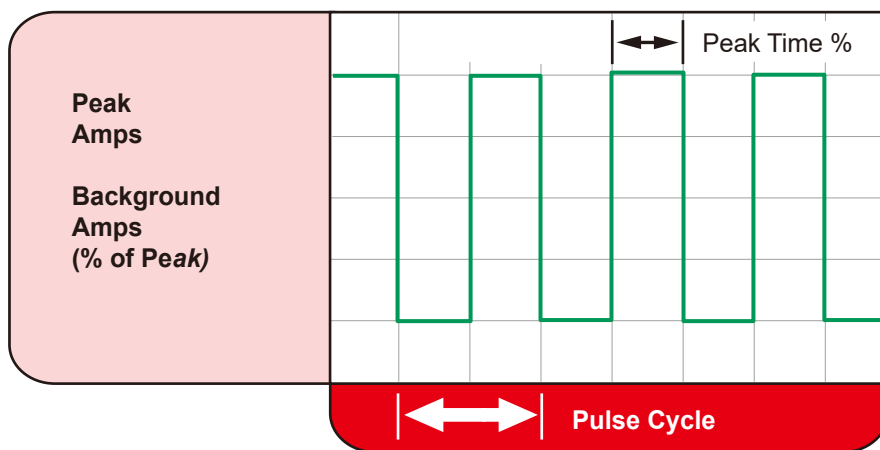 Peak Time %
Peak
Amps
Background
Amps
(% of Peak)
Pulse Cycle